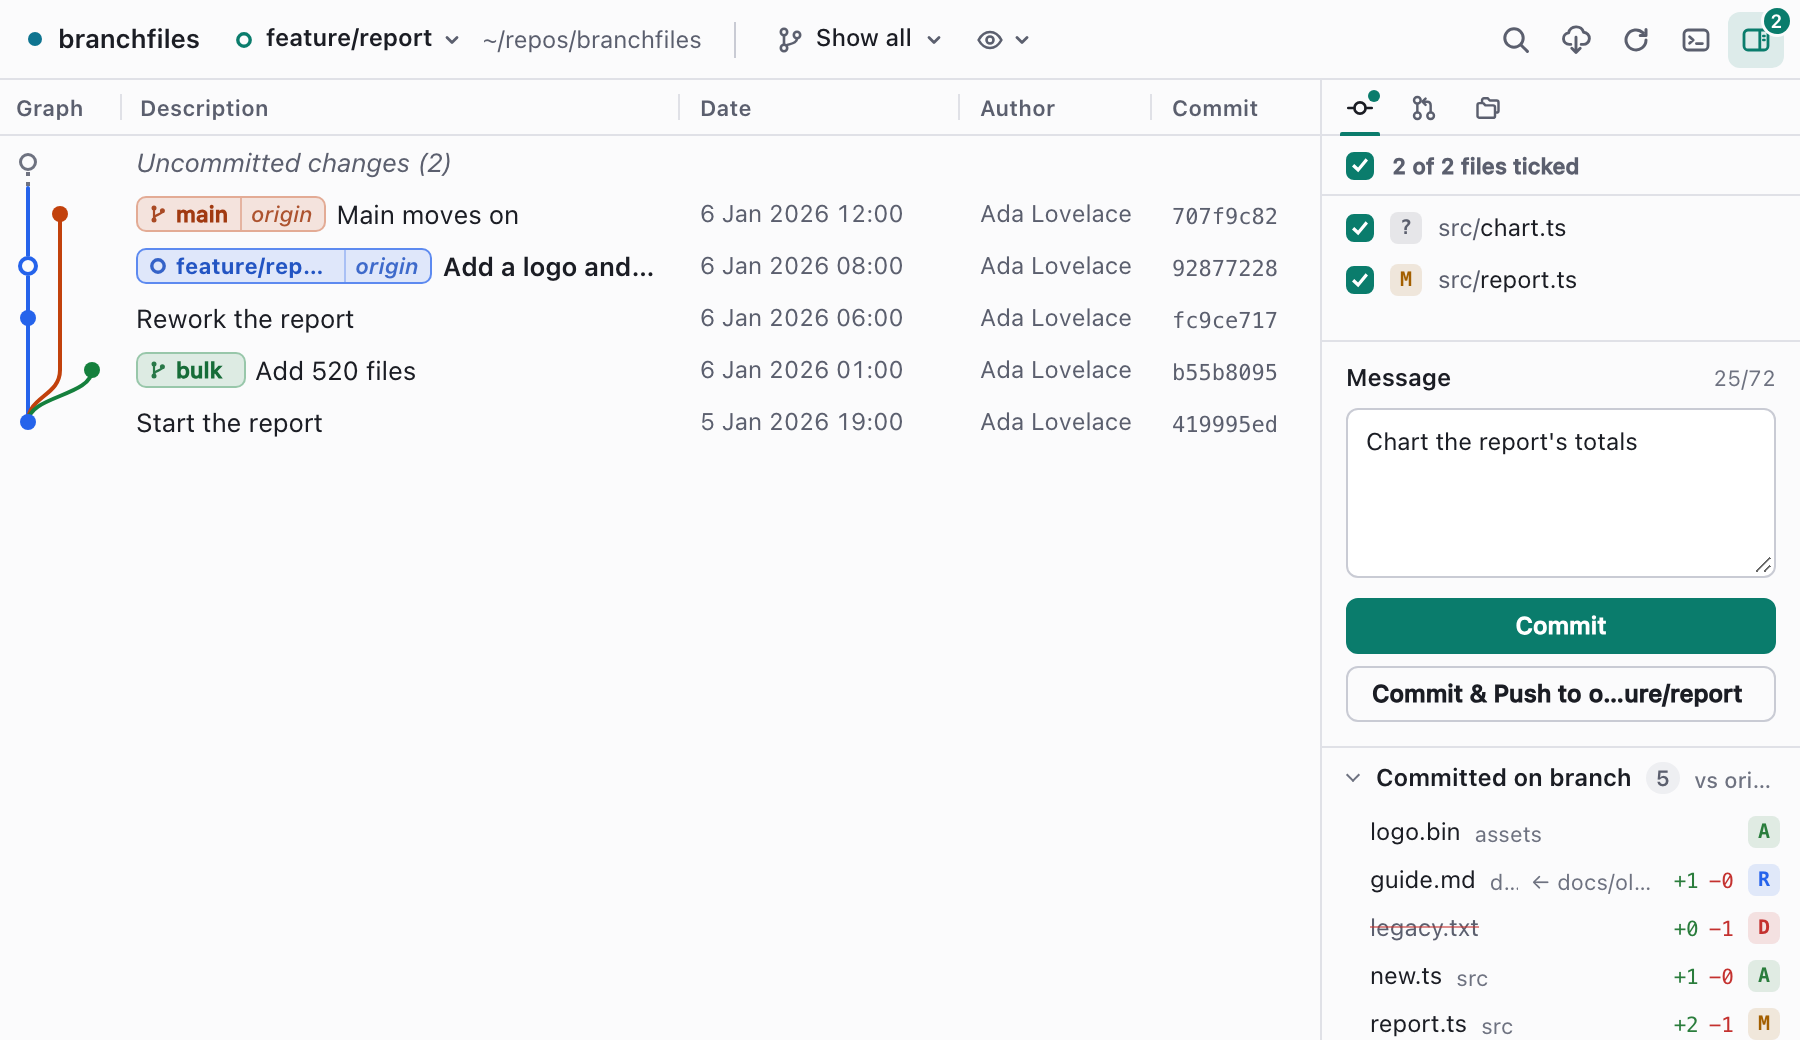 branchfiles feature/report ~/repos/branchfiles Show all 2
Graph Description Date Author Commit
Uncommitted changes (2)
main origin Main moves on 6 Jan 2026 12:00 Ada Lovelace 707f9c82
feature/rep... origin Add a logo and... 6 Jan 2026 08:00 Ada Lovelace 92877228
Rework the report 6 Jan 2026 06:00 Ada Lovelace fc9ce717
bulk Add 520 files 6 Jan 2026 01:00 Ada Lovelace b55b8095
Start the report 5 Jan 2026 19:00 Ada Lovelace 419995ed
2 of 2 files ticked
? src/chart.ts
M src/report.ts
Message 25/72
Chart the report's totals
Commit
Commit & Push to o...ure/report
Committed on branch 5 vs ori...
logo.bin assets A
guide.md d... ← docs/ol... +1 −0 R
legacy.txt +0 −1 D
new.ts src +1 −0 A
report.ts src +2 −1 M